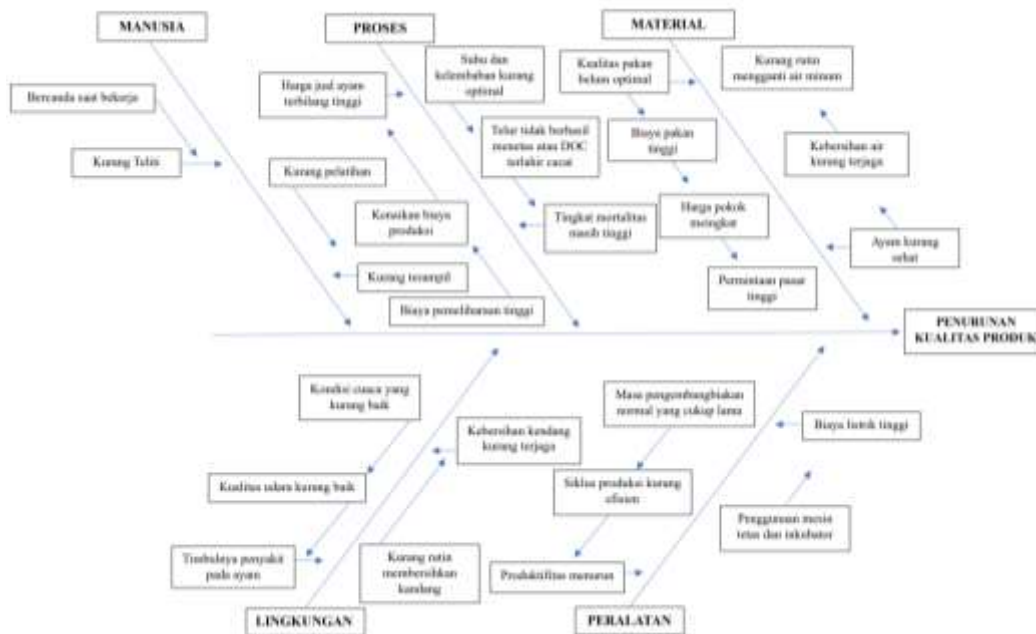 MANUSIA
PROSES
MATERIAL
Bercanda saat bekerja
Kurang Teliti
Kurang pelatihan
Kurang terampil
Harga jual ayam
terbilang tinggi
Kenaikan biaya
produksi
Biaya pemeliharaan tinggi
Suhu dan
kelembaban kurang
optimal
Telur tidak berhasil
menetas atau DOC
terlahir cacat
Tingkat mortalitas
masih tinggi
Kualitas pakan
belum optimal
Biaya pakan
tinggi
Harga pokok
meingkat
Permintaan pasar
tinggi
Kurang rutin
mengganti air minum
Kebersihan air
kurang terjaga
Ayam kurang
sehat
PENURUNAN
KUALITAS PRODUK
Kondisi cuaca yang
kurang baik
Kualitas udara kurang baik
Timbulnya penyakit
pada ayam
Kebersihan kandang
kurang terjaga
Kurang rutin
membersihkan
kandang
Masa pengembangbiakan
normal yang cukup lama
Siklus produksi kurang
efisien
Produktifitas menurun
Biaya listrik tinggi
Penggunaan mesin
tetas dan inkubator
LINGKUNGAN
PERALATAN